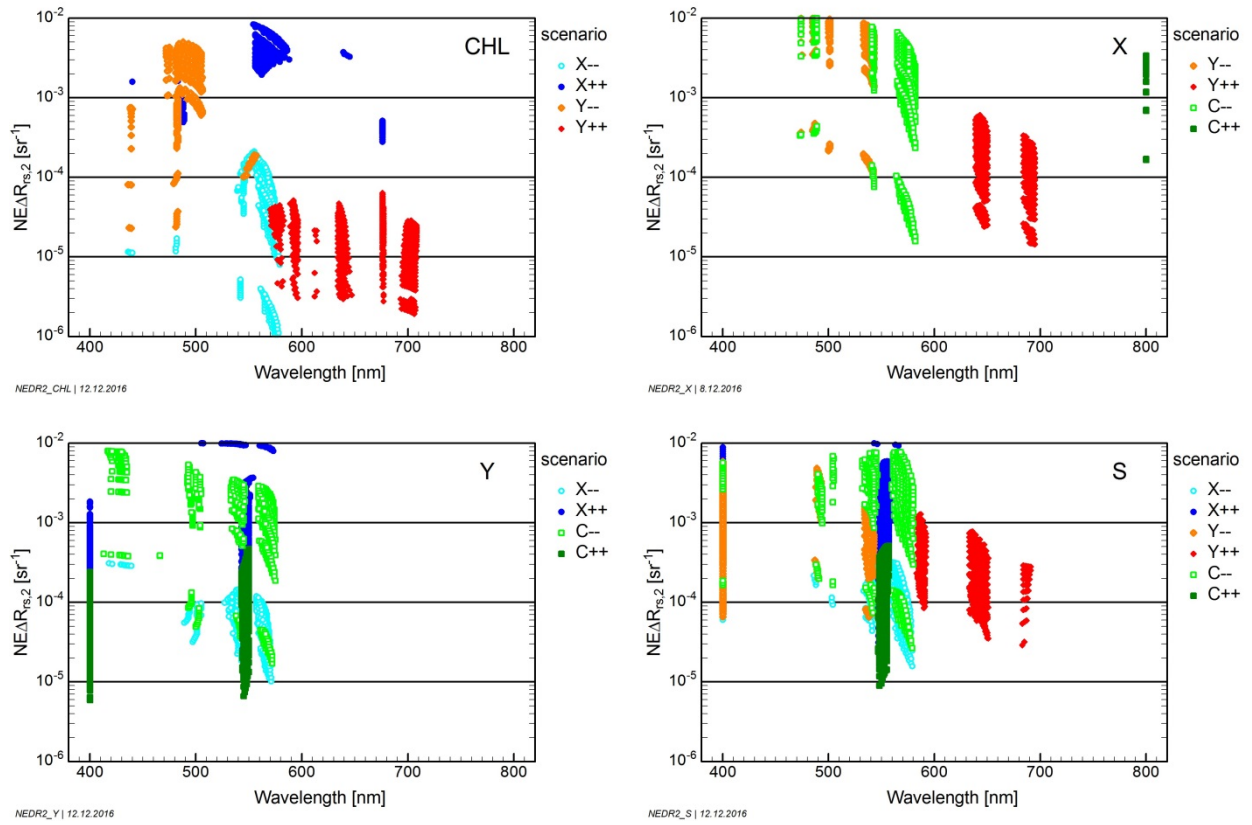 CHL
scenario
X--
X++
Y--
Y++
NEΔR_rs,2 [sr⁻¹]
10⁻²
10⁻³
10⁻⁴
10⁻⁵
10⁻⁶
400 500 600 700 800
Wavelength [nm]
NEDR2_CHL | 12.12.2016
X
scenario
Y--
Y++
C--
C++
NEΔR_rs,2 [sr⁻¹]
10⁻²
10⁻³
10⁻⁴
10⁻⁵
10⁻⁶
400 500 600 700 800
Wavelength [nm]
NEDR2_X | 8.12.2016
Y
scenario
X--
X++
C--
C++
NEΔR_rs,2 [sr⁻¹]
10⁻²
10⁻³
10⁻⁴
10⁻⁵
10⁻⁶
400 500 600 700 800
Wavelength [nm]
NEDR2_Y | 12.12.2016
S
scenario
X--
X++
Y--
Y++
C--
C++
NEΔR_rs,2 [sr⁻¹]
10⁻²
10⁻³
10⁻⁴
10⁻⁵
10⁻⁶
400 500 600 700 800
Wavelength [nm]
NEDR2_S | 12.12.2016